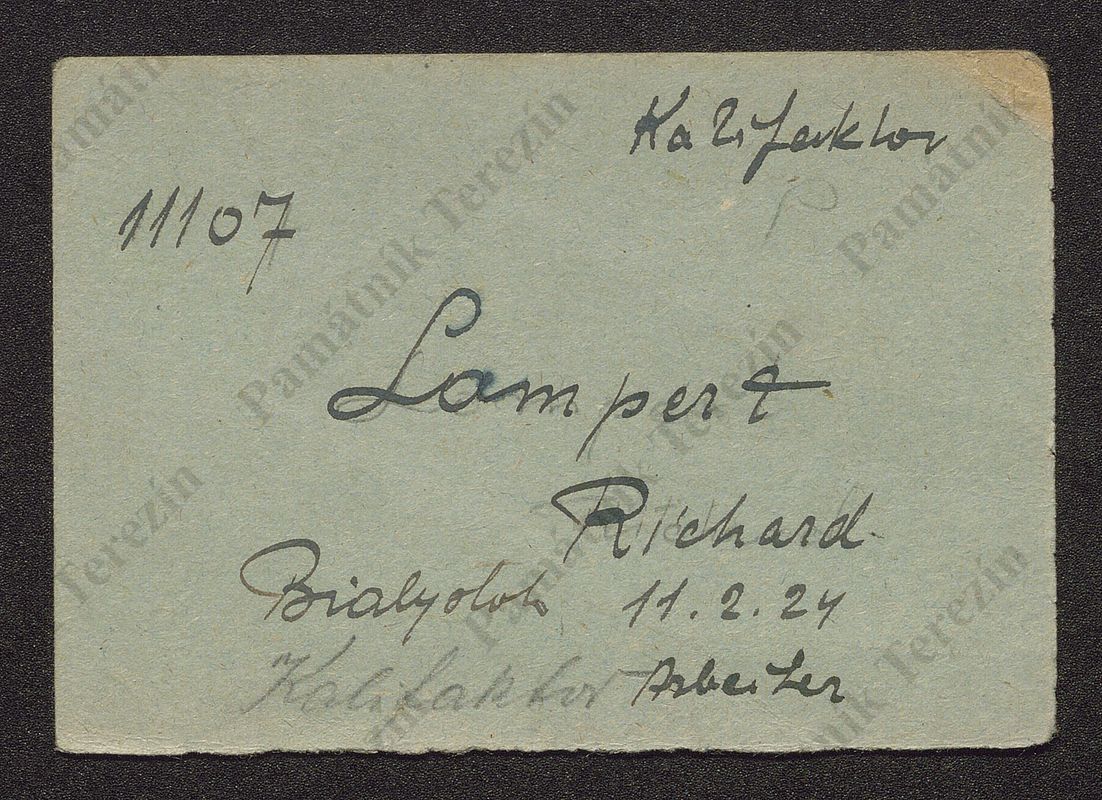 Kalifaktor
11107
Lampert
Richard
Bialystok 11.2.24
Kalifaktor Arbeiter
Památník Terezín